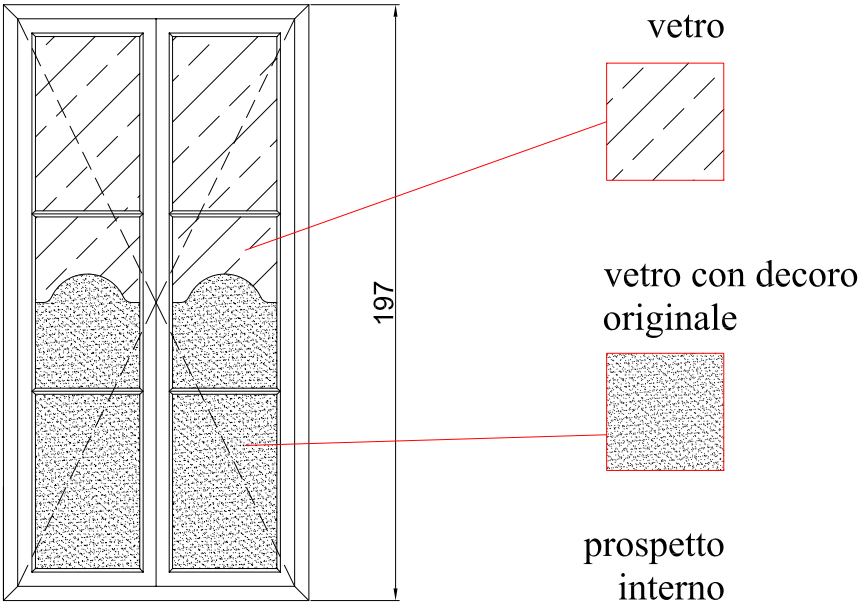 vetro
197
vetro con decoro
originale
prospetto
interno